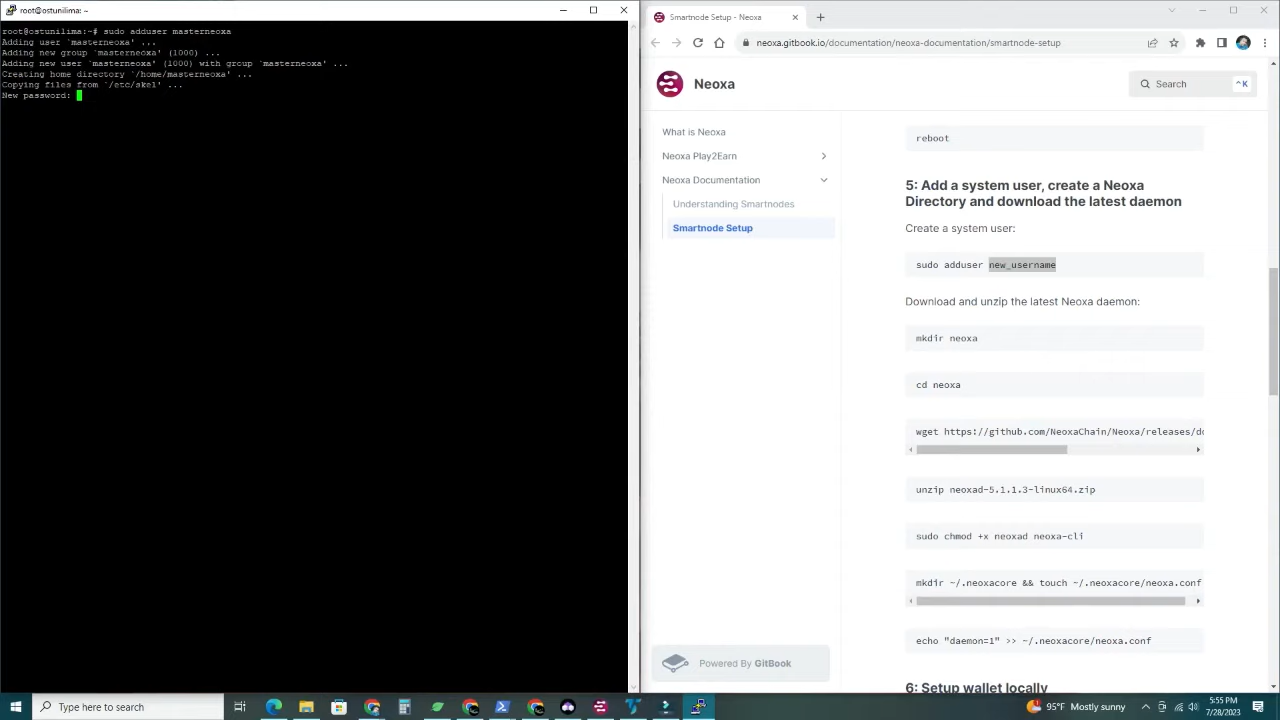 root@ostunilima: ~
root@ostunilima:~# sudo adduser masterneoxa
Adding user `masterneoxa' ...
Adding new group `masterneoxa' (1000) ...
Adding new user `masterneoxa' (1000) with group `masterneoxa' ...
Creating home directory `/home/masterneoxa' ...
Copying files from `/etc/skel' ...
New password:
Smartnode Setup - Neoxa
neoxa.gitbook.io/documentation/neoxa-documentation/smartnode-setup
Neoxa
Search
^K
What is Neoxa
Neoxa Play2Earn
Neoxa Documentation
Understanding Smartnodes
Smartnode Setup
Powered By GitBook
reboot
5: Add a system user, create a Neoxa
Directory and download the latest daemon
Create a system user:
sudo adduser new_username
Download and unzip the latest Neoxa daemon:
mkdir neoxa
cd neoxa
wget https://github.com/NeoxaChain/Neoxa/releases/do
unzip neoxad-5.1.1.3-linux64.zip
sudo chmod +x neoxad neoxa-cli
mkdir ~/.neoxacore && touch ~/.neoxacore/neoxa.conf
echo "daemon=1" >> ~/.neoxacore/neoxa.conf
6: Setup wallet locally
Type here to search
95°F Mostly sunny
5:55 PM
7/28/2023